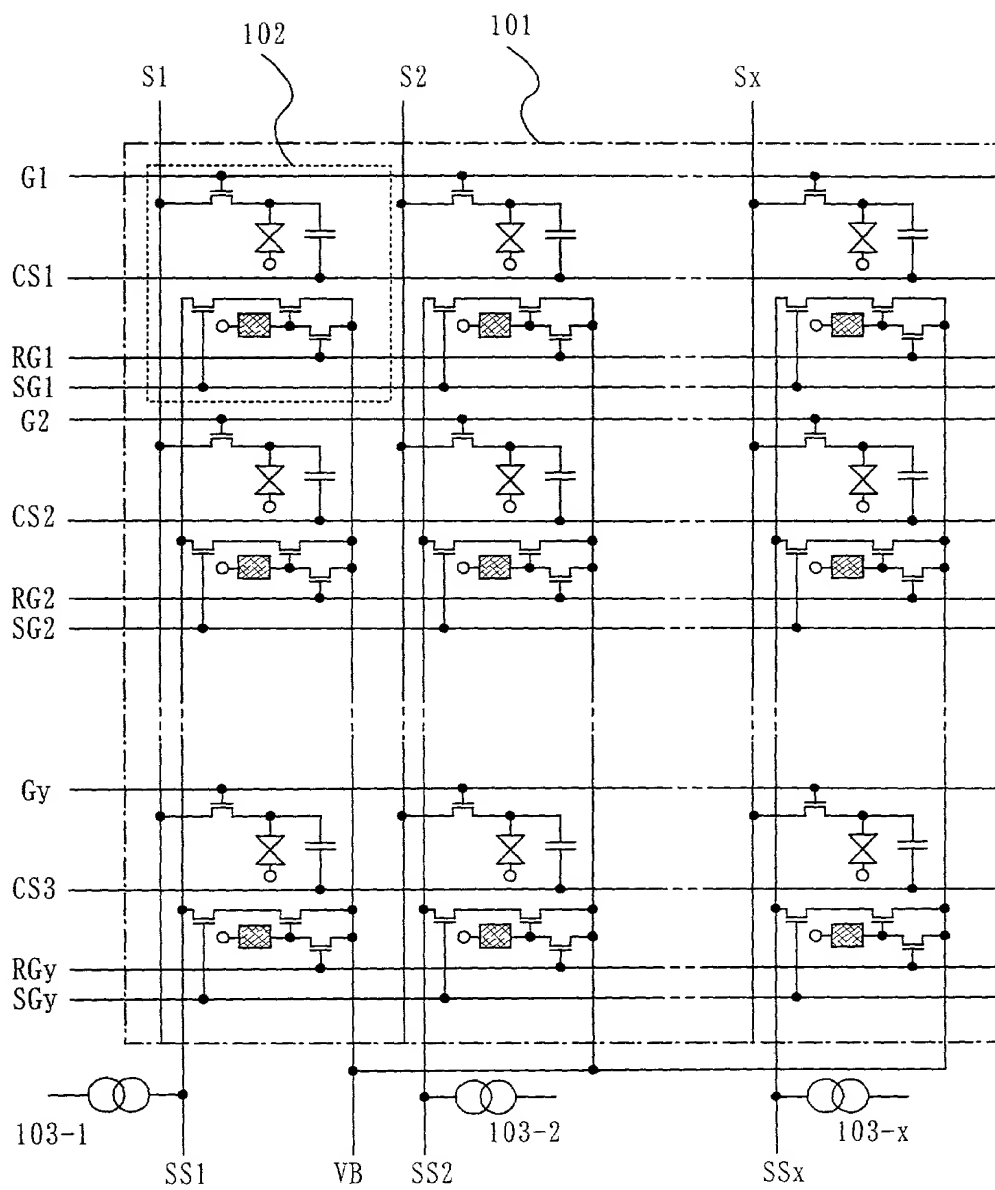 102
101
S1
S2
Sx
G1
CS1
RG1
SG1
G2
CS2
RG2
SG2
Gy
CS3
RGy
SGy
103-1
103-2
103-x
SS1
VB
SS2
SSx